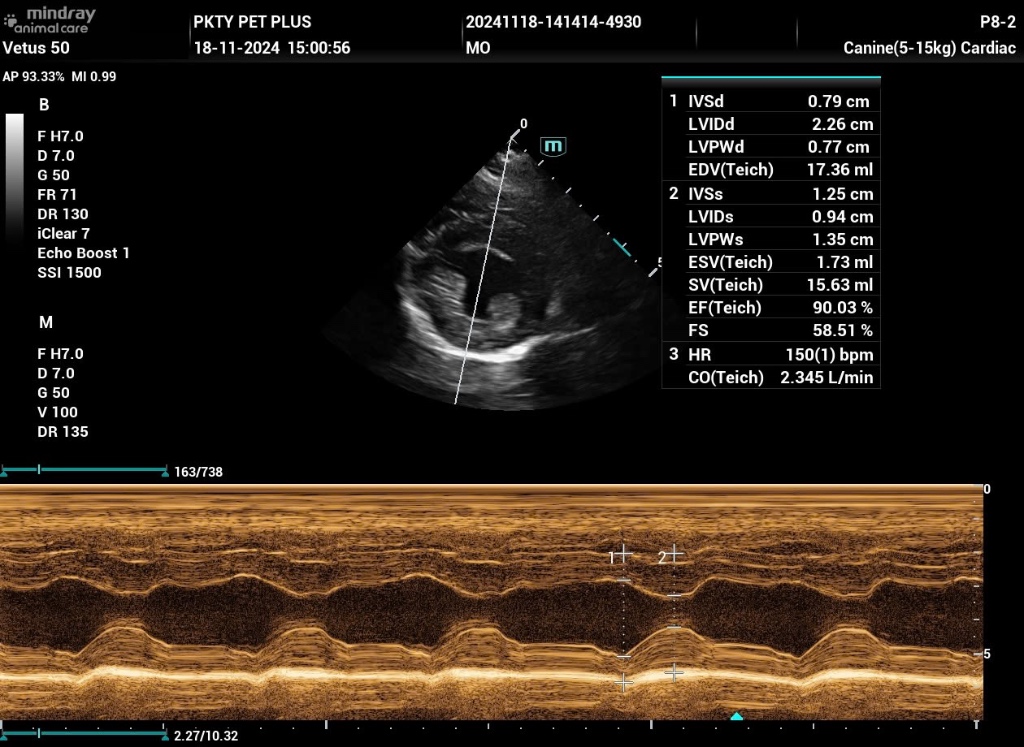 mindray
animal care
PKTY PET PLUS
20241118-141414-4930
P8-2
Vetus 50
18-11-2024 15:00:56
MO
Canine(5-15kg) Cardiac
AP 93.33% MI 0.99
B
F H7.0
D 7.0
G 50
FR 71
DR 130
iClear 7
Echo Boost 1
SSI 1500
M
F H7.0
D 7.0
G 50
V 100
DR 135
0
m
5
1 IVSd 0.79 cm
LVIDd 2.26 cm
LVPWd 0.77 cm
EDV(Teich) 17.36 ml
2 IVSs 1.25 cm
LVIDs 0.94 cm
LVPWs 1.35 cm
ESV(Teich) 1.73 ml
SV(Teich) 15.63 ml
EF(Teich) 90.03 %
FS 58.51 %
3 HR 150(1) bpm
CO(Teich) 2.345 L/min
163/738
0
1 2
5
2.27/10.32